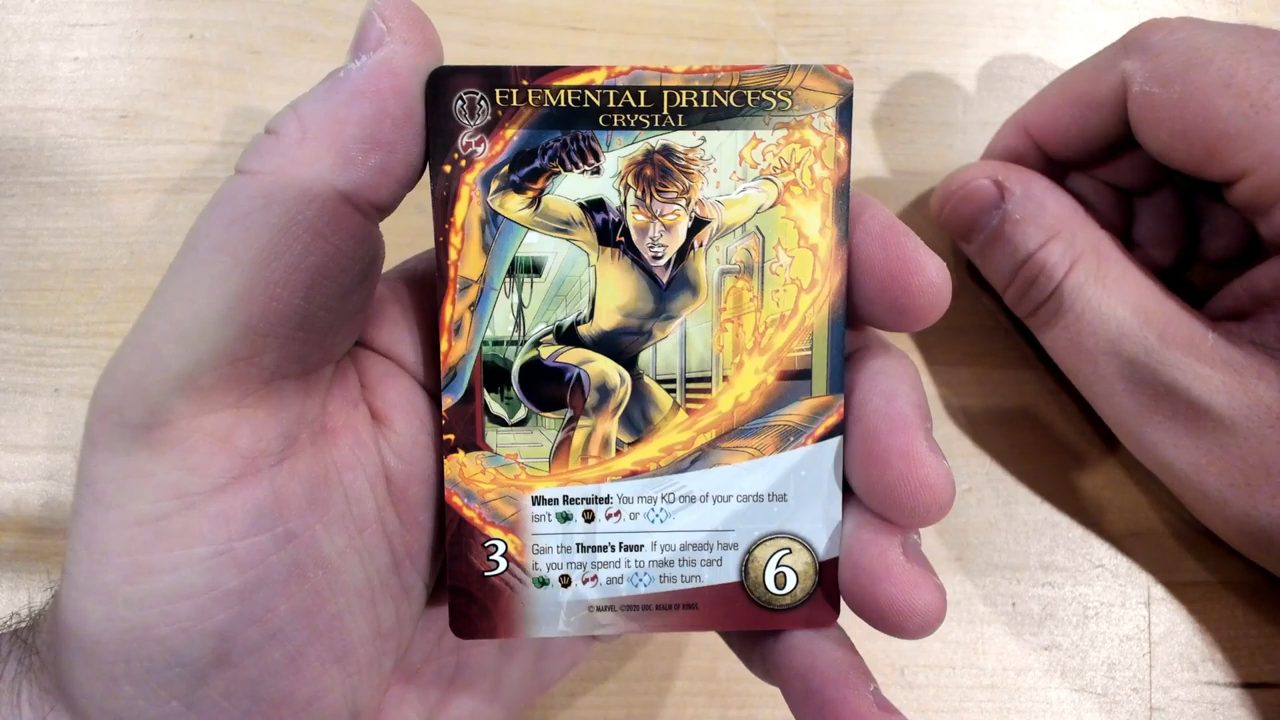 ELEMENTAL PRINCESS
CRYSTAL
When Recruited: You may KO one of your cards that
isn't , , , or .
3
Gain the Throne's Favor. If you already have
it, you may spend it to make this card
, , , and this turn.
6
© MARVEL. ©2020 UDC. REALM OF KINGS.